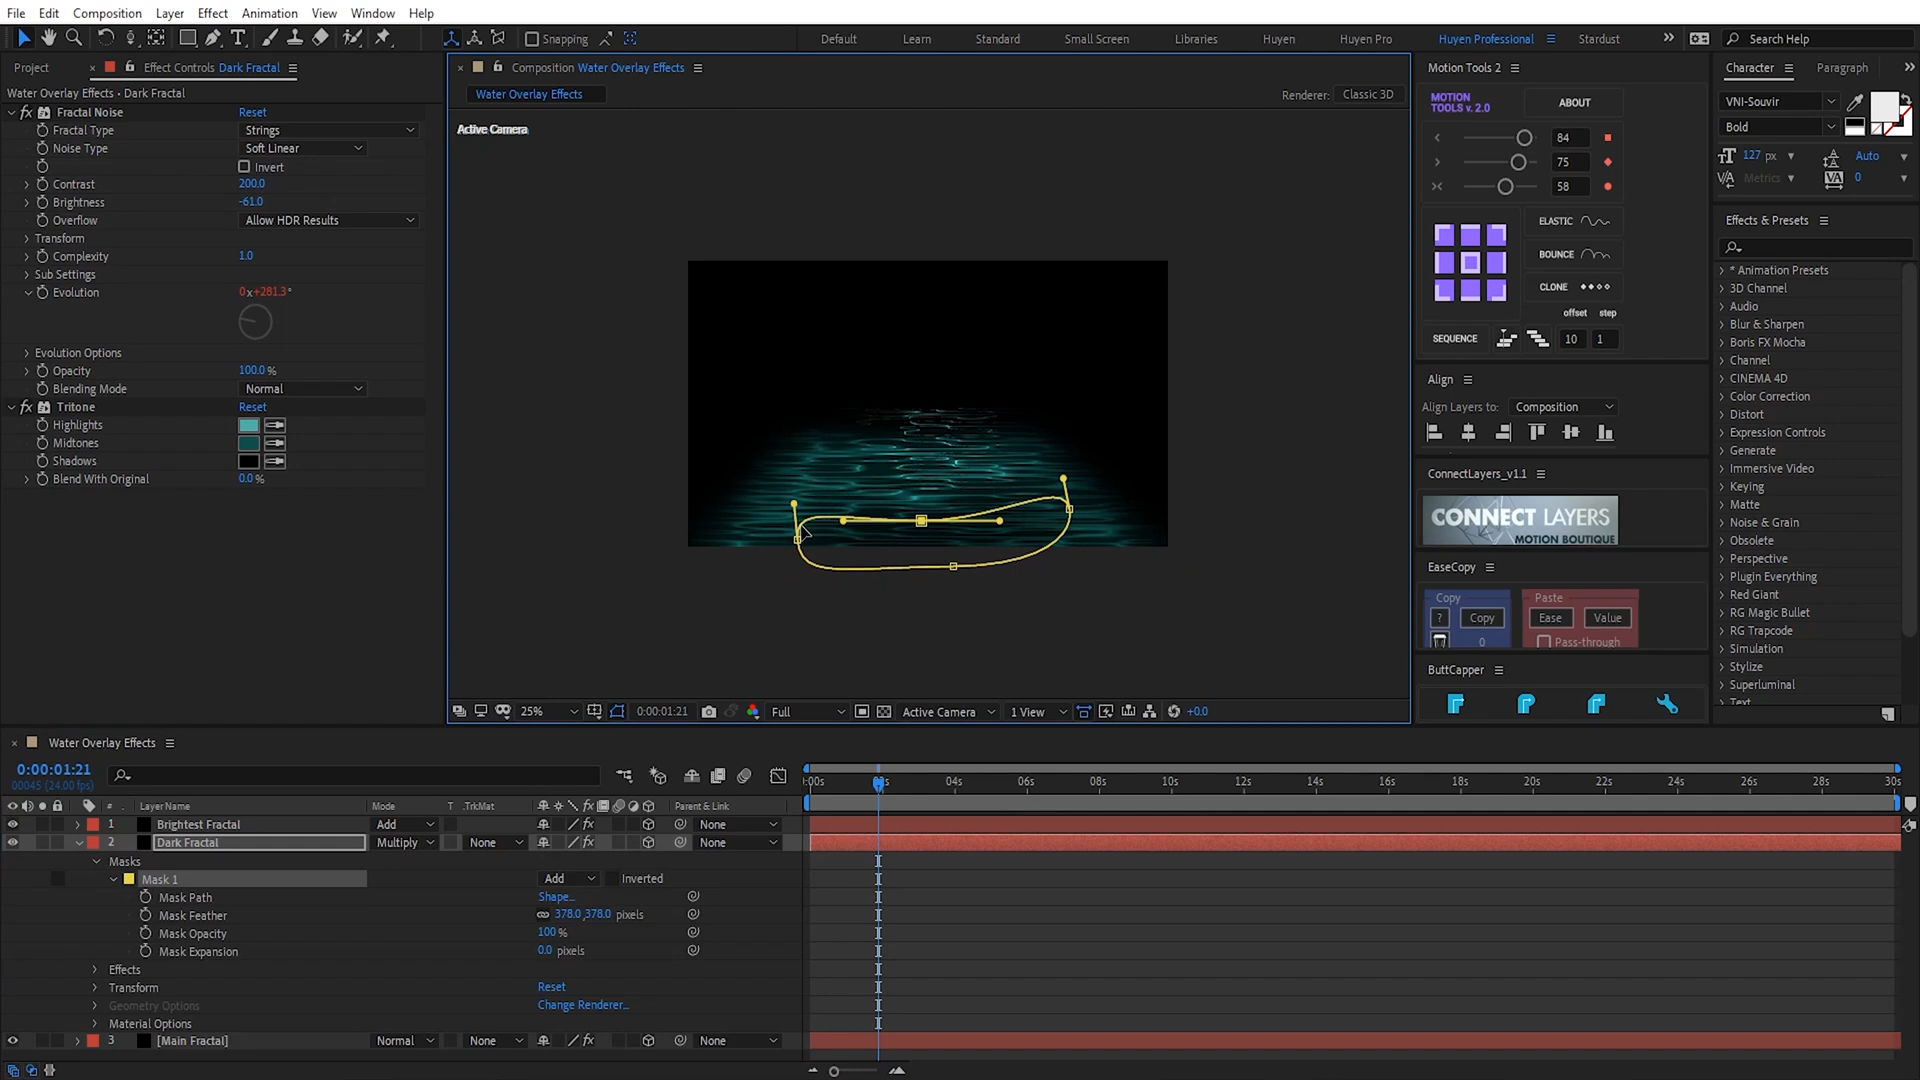 File Edit Composition Layer Effect Animation View Window Help
Snapping Default Learn Standard Small Screen Libraries Huyen Huyen Pro Huyen Professional Stardust Search Help
Project Effect Controls Dark Fractal
Water Overlay Effects • Dark Fractal
fx Fractal Noise Reset
Fractal Type Strings
Noise Type Soft Linear
Invert
Contrast 200.0
Brightness -61.0
Overflow Allow HDR Results
Transform
Complexity 1.0
Sub Settings
Evolution 0x+281.3°
Evolution Options
Opacity 100.0 %
Blending Mode Normal
fx Tritone Reset
Highlights
Midtones
Shadows
Blend With Original 0.0 %
Composition Water Overlay Effects
Water Overlay Effects Renderer: Classic 3D
Active Camera
25% 0:00:01:21 Full Active Camera 1 View +0.0
Motion Tools 2
MOTION TOOLS v. 2.0 ABOUT
84
75
58
ELASTIC
BOUNCE
CLONE
offset step
SEQUENCE 10 1
Align
Align Layers to: Composition
ConnectLayers_v1.1
CONNECT LAYERS
MOTION BOUTIQUE
EaseCopy
Copy Paste
? Copy Ease Value
0 Pass-through
ButtCapper
Character Paragraph
VNI-Souvir
Bold
127 px Auto
Metrics 0
Effects & Presets
* Animation Presets
3D Channel
Audio
Blur & Sharpen
Boris FX Mocha
Channel
CINEMA 4D
Color Correction
Distort
Expression Controls
Generate
Immersive Video
Keying
Matte
Noise & Grain
Obsolete
Perspective
Plugin Everything
Red Giant
RG Magic Bullet
RG Trapcode
Simulation
Stylize
Superluminal
Text
Water Overlay Effects
0:00:01:21
00045 (24.00 fps)
# Layer Name Mode T .TrkMat fx Parent & Link
1 Brightest Fractal Add fx None
2 Dark Fractal Multiply None fx None
Masks
Mask 1 Add Inverted
Mask Path Shape...
Mask Feather 378.0,378.0 pixels
Mask Opacity 100 %
Mask Expansion 0.0 pixels
Effects
Transform Reset
Geometry Options Change Renderer...
Material Options
3 [Main Fractal] Normal None fx None
04s 06s 08s 10s 12s 14s 16s 18s 20s 22s 24s 26s 28s 30s